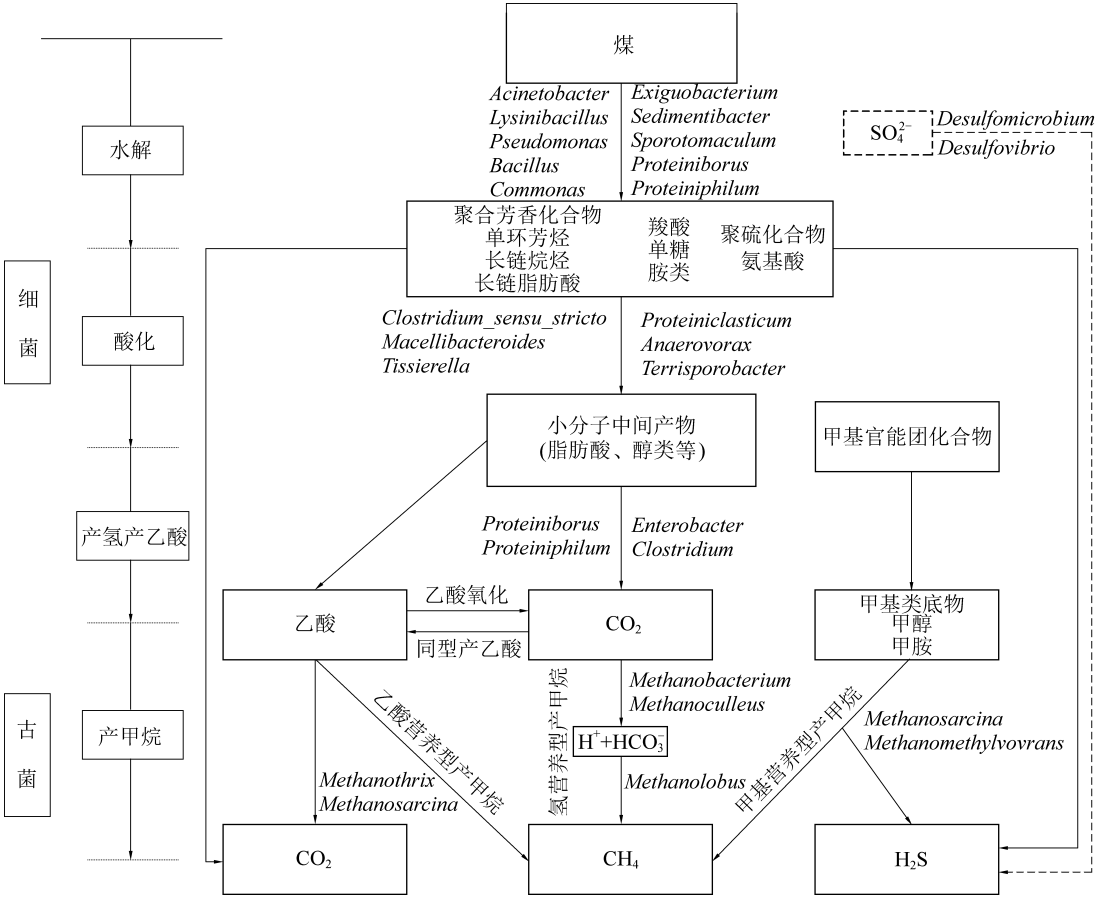 煤
Acinetobacter
Lysinibacillus
Pseudomonas
Bacillus
Commonas
Exiguobacterium
Sedimentibacter
Sporotomaculum
Proteiniborus
Proteiniphilum
SO₄²⁻
Desulfomicrobium
Desulfovibrio
水解
聚合芳香化合物
单环芳烃
长链烷烃
长链脂肪酸
羧酸
单糖
胺类
聚硫化合物
氨基酸
细
菌
酸化
Clostridium_sensu_stricto
Macellibacteroides
Tissierella
Proteiniclasticum
Anaerovorax
Terrisporobacter
小分子中间产物
(脂肪酸、醇类等)
甲基官能团化合物
产氢产乙酸
Proteiniborus
Proteiniphilum
Enterobacter
Clostridium
乙酸
乙酸氧化
同型产乙酸
CO₂
甲基类底物
甲醇
甲胺
古
菌
产甲烷
乙酸营养型产甲烷
氢营养型产甲烷
Methanobacterium
Methanoculleus
H⁺+HCO₃⁻
Methanolobus
甲基营养型产甲烷
Methanosarcina
Methanomethylvovrans
Methanothrix
Methanosarcina
CO₂
CH₄
H₂S